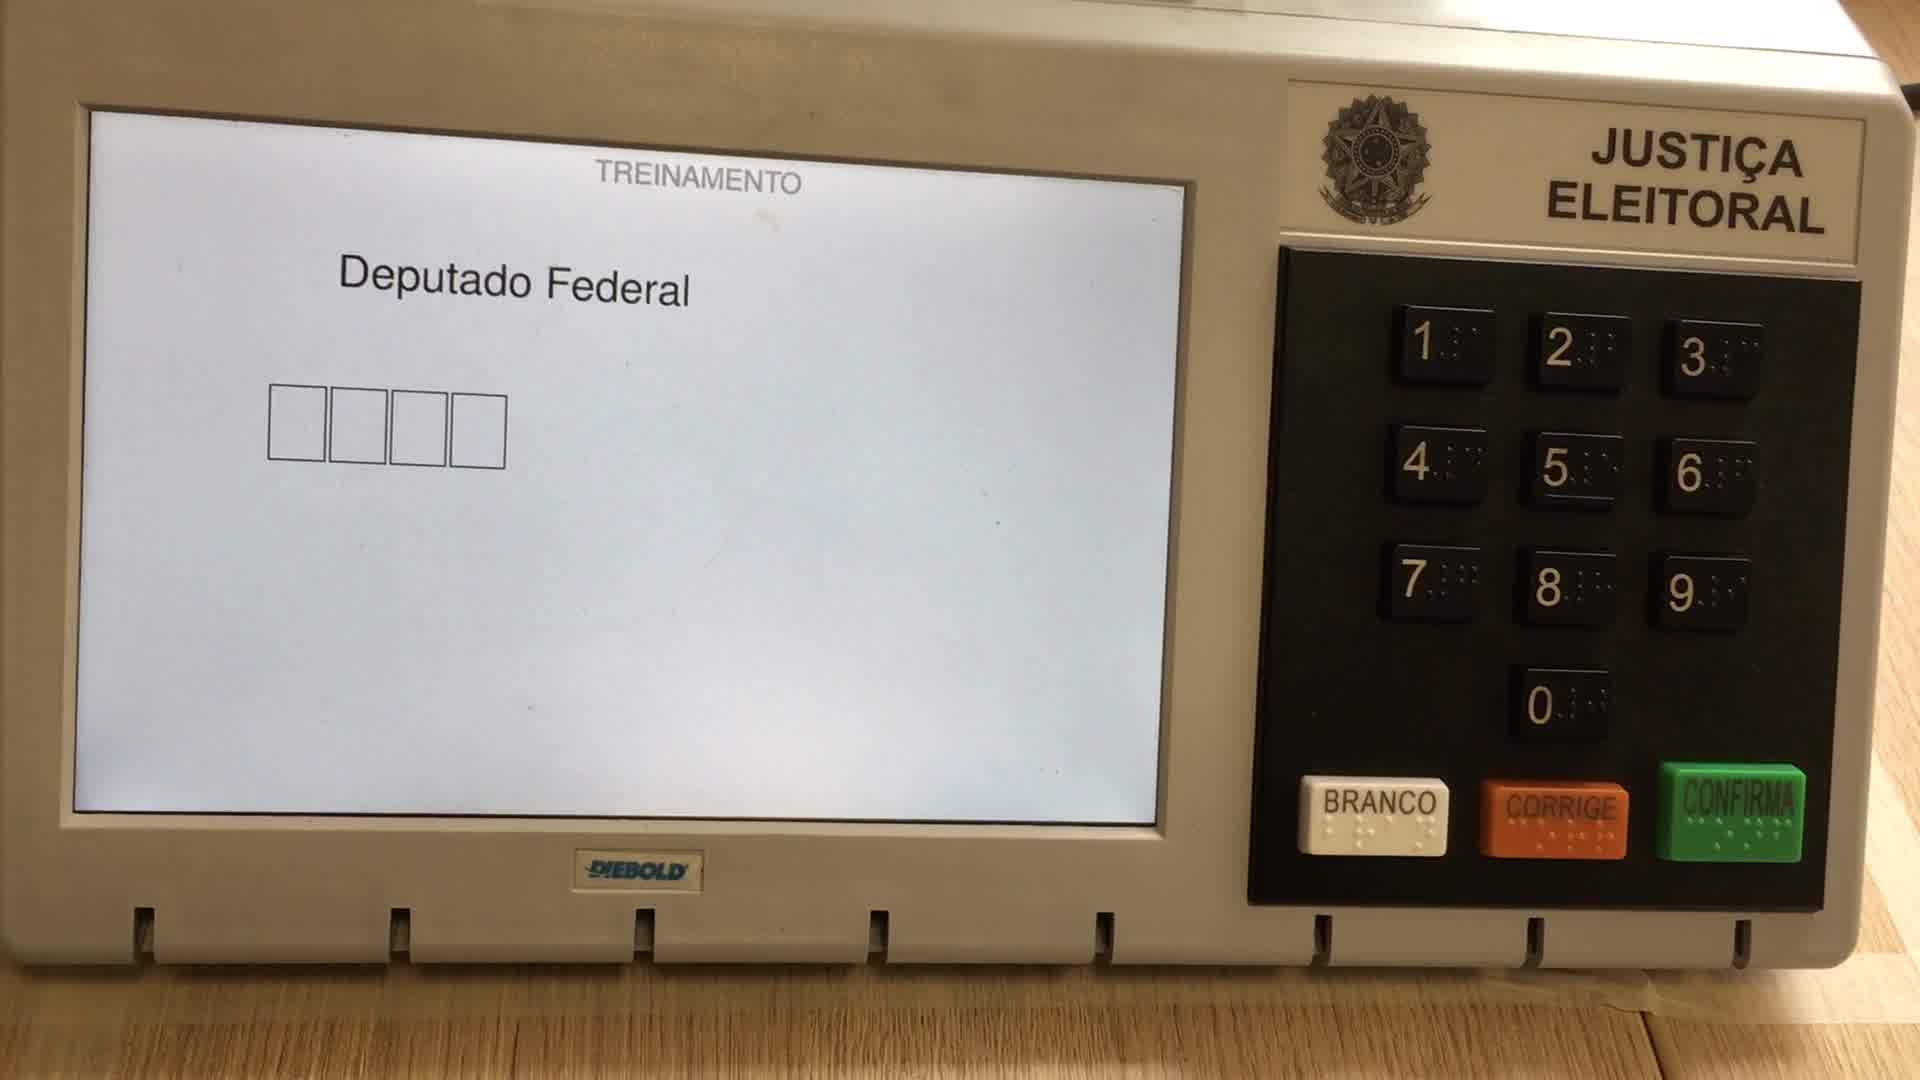 TREINAMENTO
Deputado Federal
JUSTIÇA
ELEITORAL
1 2 3
4 5 6
7 8 9
0
BRANCO CORRIGE CONFIRMA
DIEBOLD